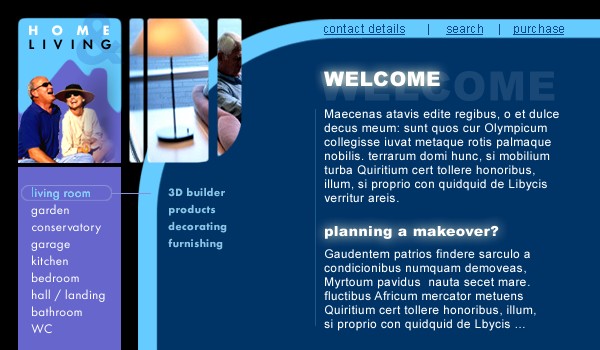 HOME
LIVING
contact details | search | purchase
WELCOME
WELCOME
Maecenas atavis edite regibus, o et dulce
decus meum: sunt quos cur Olympicum
collegisse iuvat metaque rotis palmaque
nobilis. terrarum domi hunc, si mobilium
turba Quiritium cert tollere honoribus,
illum, si proprio con quidquid de Libycis
verritur areis.
planning a makeover?
Gaudentem patrios findere sarculo a
condicionibus numquam demoveas,
Myrtoum pavidus nauta secet mare.
fluctibus Africum mercator metuens
Quiritium cert tollere honoribus, illum,
si proprio con quidquid de Lbycis ...
living room
garden
conservatory
garage
kitchen
bedroom
hall / landing
bathroom
WC
3D builder
products
decorating
furnishing